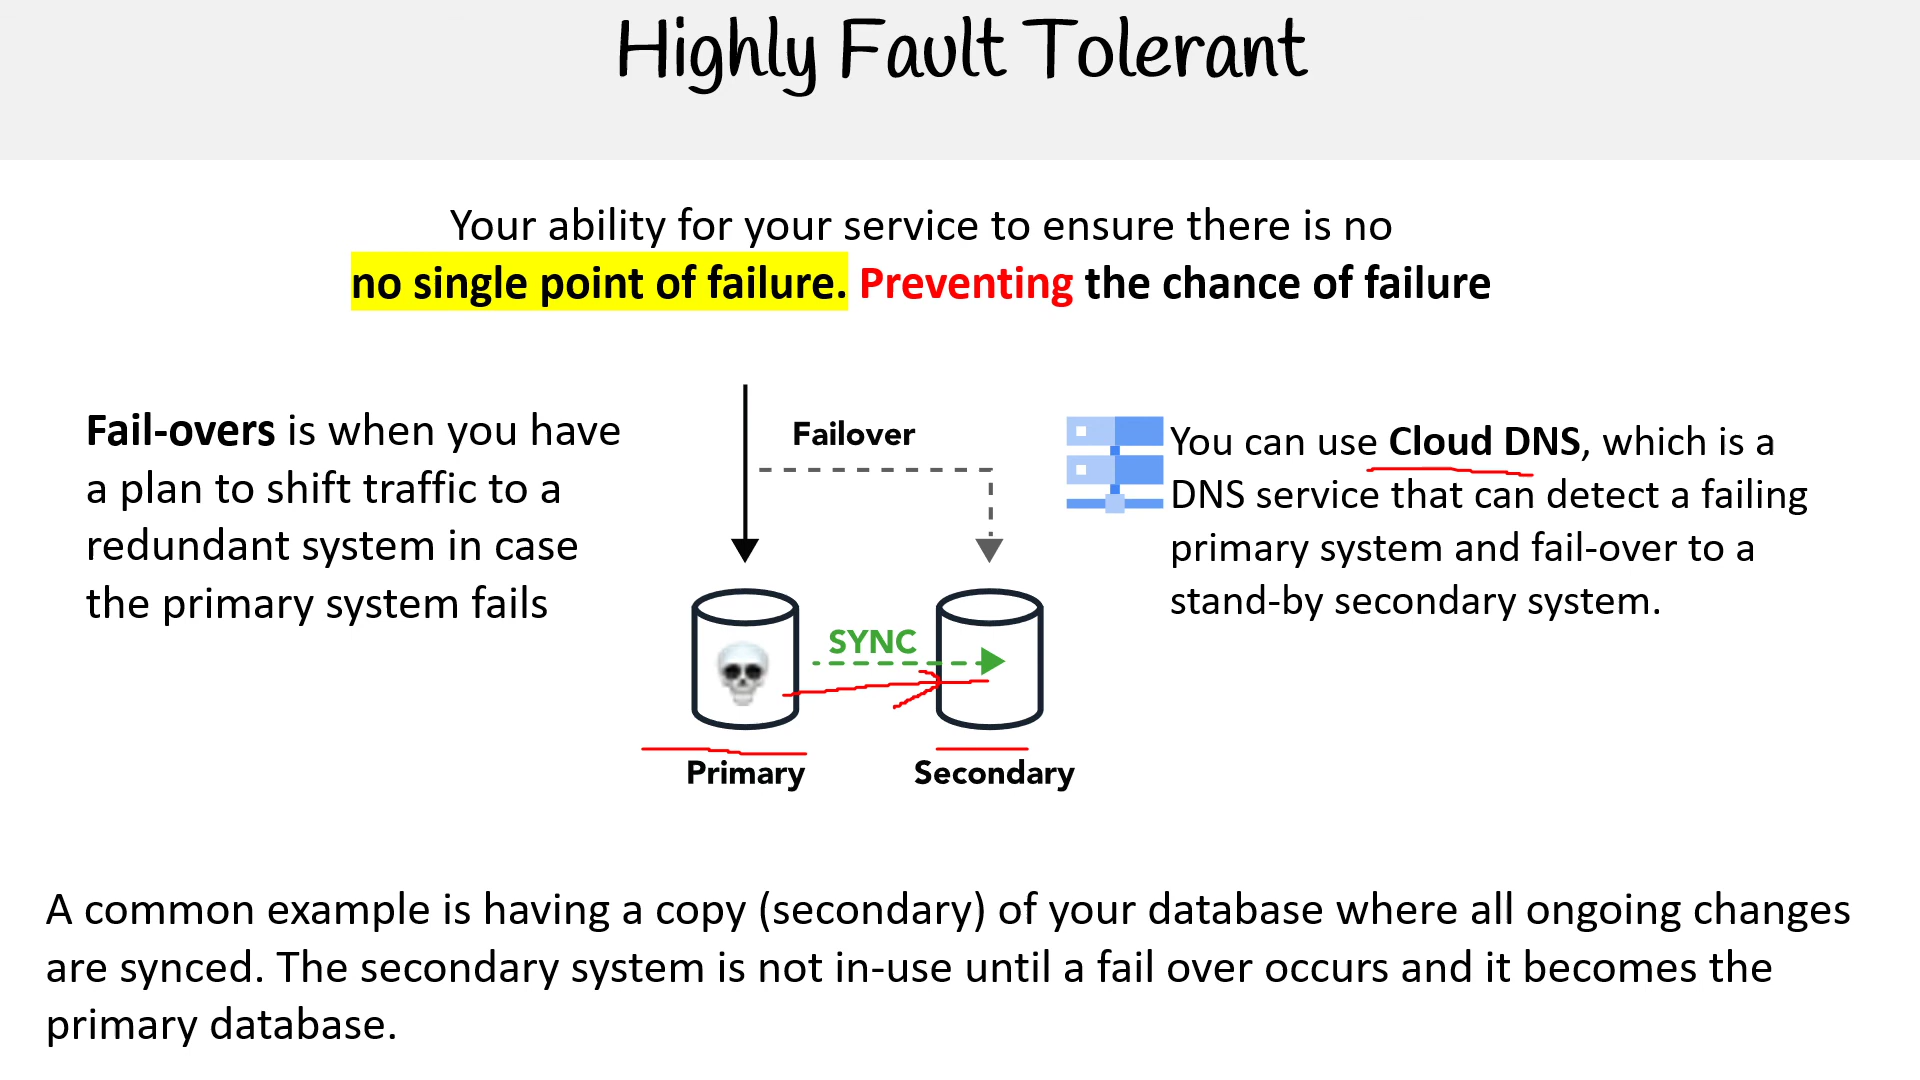 Highly Fault Tolerant
Your ability for your service to ensure there is no
no single point of failure. Preventing the chance of failure
Fail-overs is when you have
a plan to shift traffic to a
redundant system in case
the primary system fails
Failover
SYNC
Primary
Secondary
You can use Cloud DNS, which is a
DNS service that can detect a failing
primary system and fail-over to a
stand-by secondary system.
A common example is having a copy (secondary) of your database where all ongoing changes
are synced. The secondary system is not in-use until a fail over occurs and it becomes the
primary database.